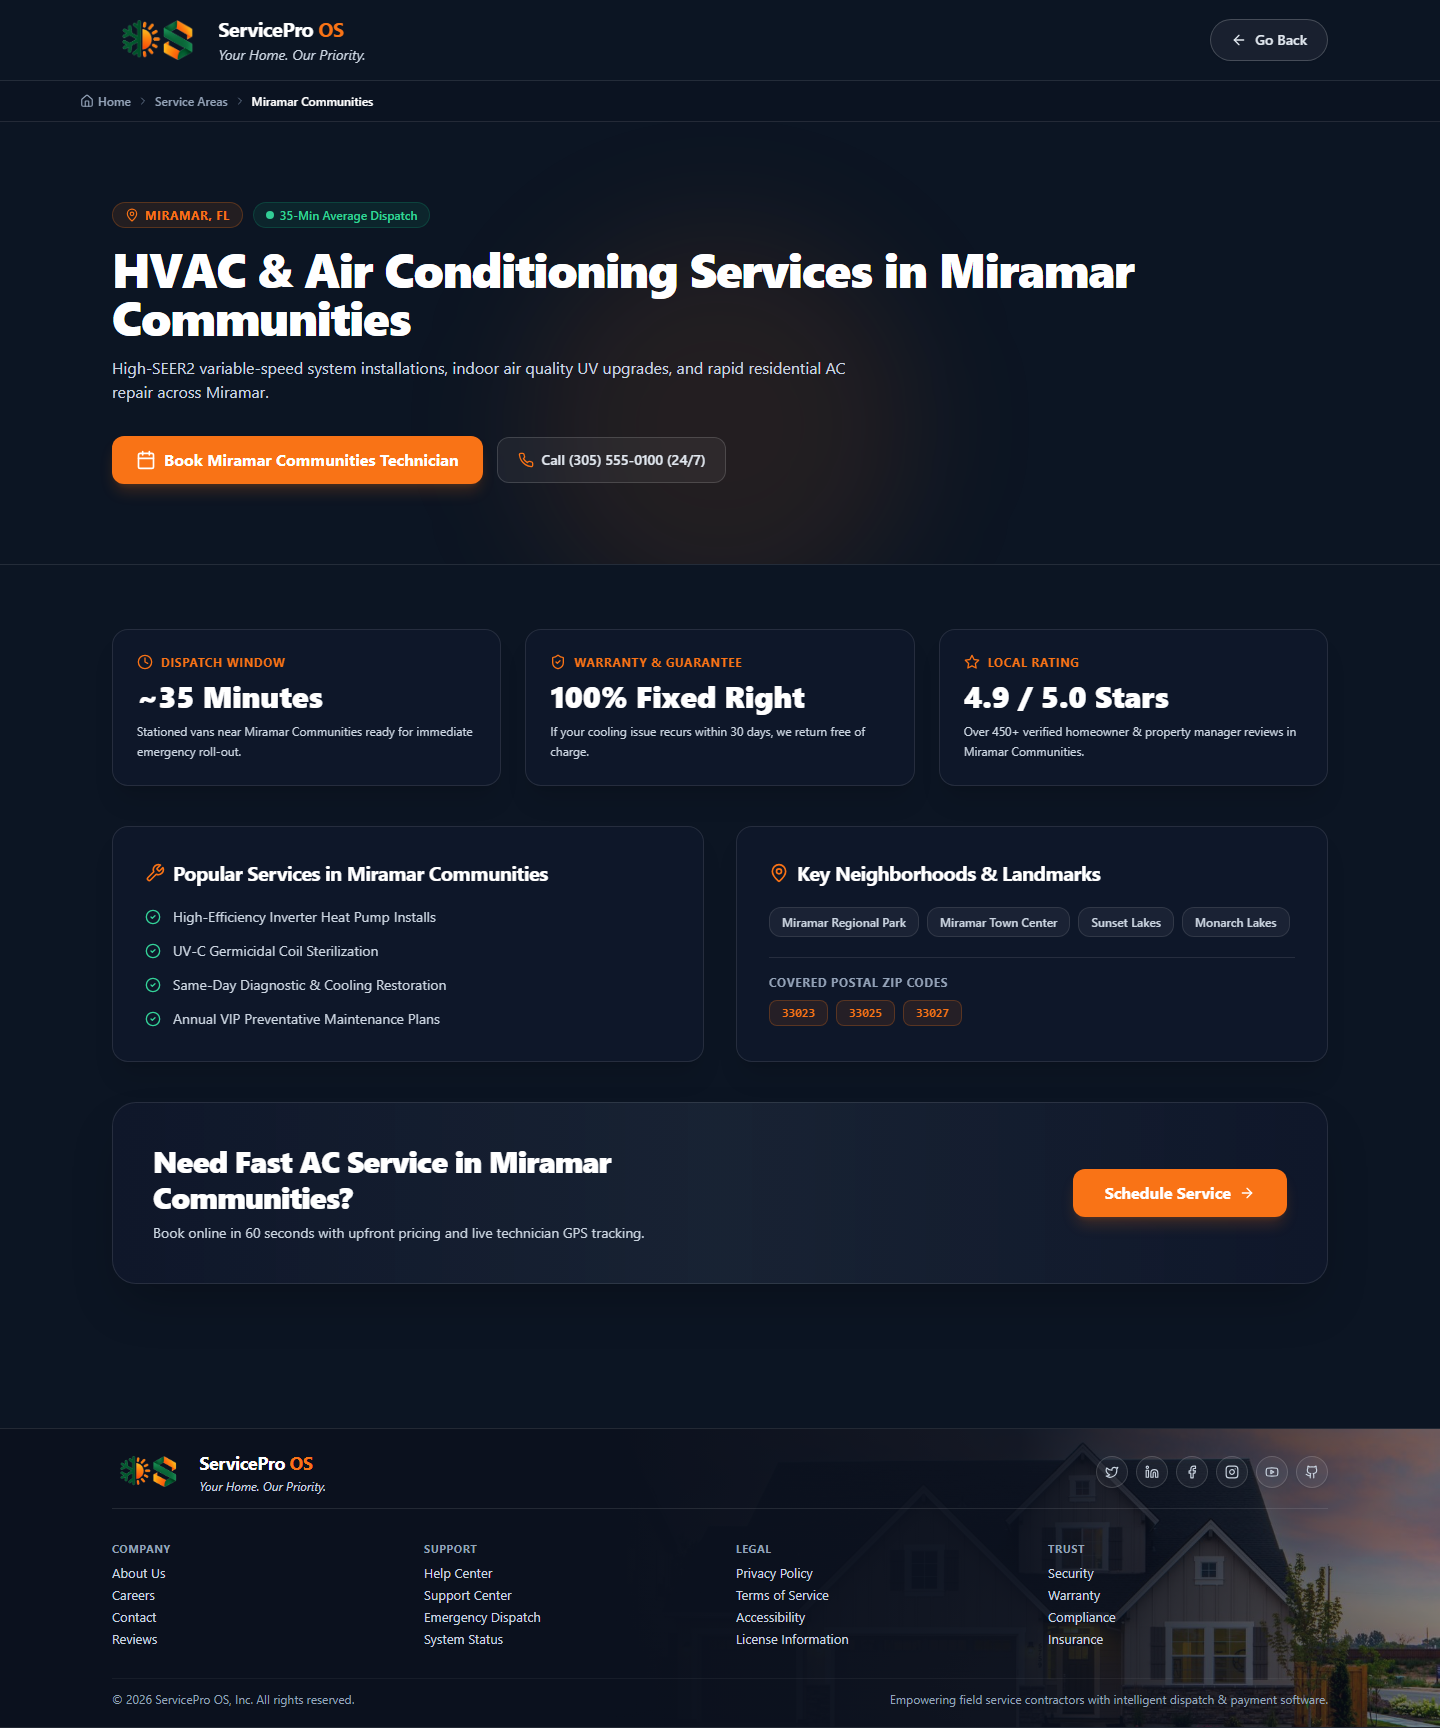 ServicePro OS
Your Home. Our Priority.
Go Back
Home
Service Areas
Miramar Communities
MIRAMAR, FL
35-Min Average Dispatch
HVAC & Air Conditioning Services in Miramar
Communities
High-SEER2 variable-speed system installations, indoor air quality UV upgrades, and rapid residential AC
repair across Miramar.
Book Miramar Communities Technician
Call (305) 555-0100 (24/7)
DISPATCH WINDOW
~35 Minutes
Stationed vans near Miramar Communities ready for immediate
emergency roll-out.
WARRANTY & GUARANTEE
100% Fixed Right
If your cooling issue recurs within 30 days, we return free of
charge.
LOCAL RATING
4.9 / 5.0 Stars
Over 450+ verified homeowner & property manager reviews in
Miramar Communities.
Popular Services in Miramar Communities
High-Efficiency Inverter Heat Pump Installs
UV-C Germicidal Coil Sterilization
Same-Day Diagnostic & Cooling Restoration
Annual VIP Preventative Maintenance Plans
Key Neighborhoods & Landmarks
Miramar Regional Park
Miramar Town Center
Sunset Lakes
Monarch Lakes
COVERED POSTAL ZIP CODES
33023
33025
33027
Need Fast AC Service in Miramar
Communities?
Book online in 60 seconds with upfront pricing and live technician GPS tracking.
Schedule Service
ServicePro OS
Your Home. Our Priority.
COMPANY
About Us
Careers
Contact
Reviews
SUPPORT
Help Center
Support Center
Emergency Dispatch
System Status
LEGAL
Privacy Policy
Terms of Service
Accessibility
License Information
TRUST
Security
Warranty
Compliance
Insurance
© 2026 ServicePro OS, Inc. All rights reserved.
Empowering field service contractors with intelligent dispatch & payment software.